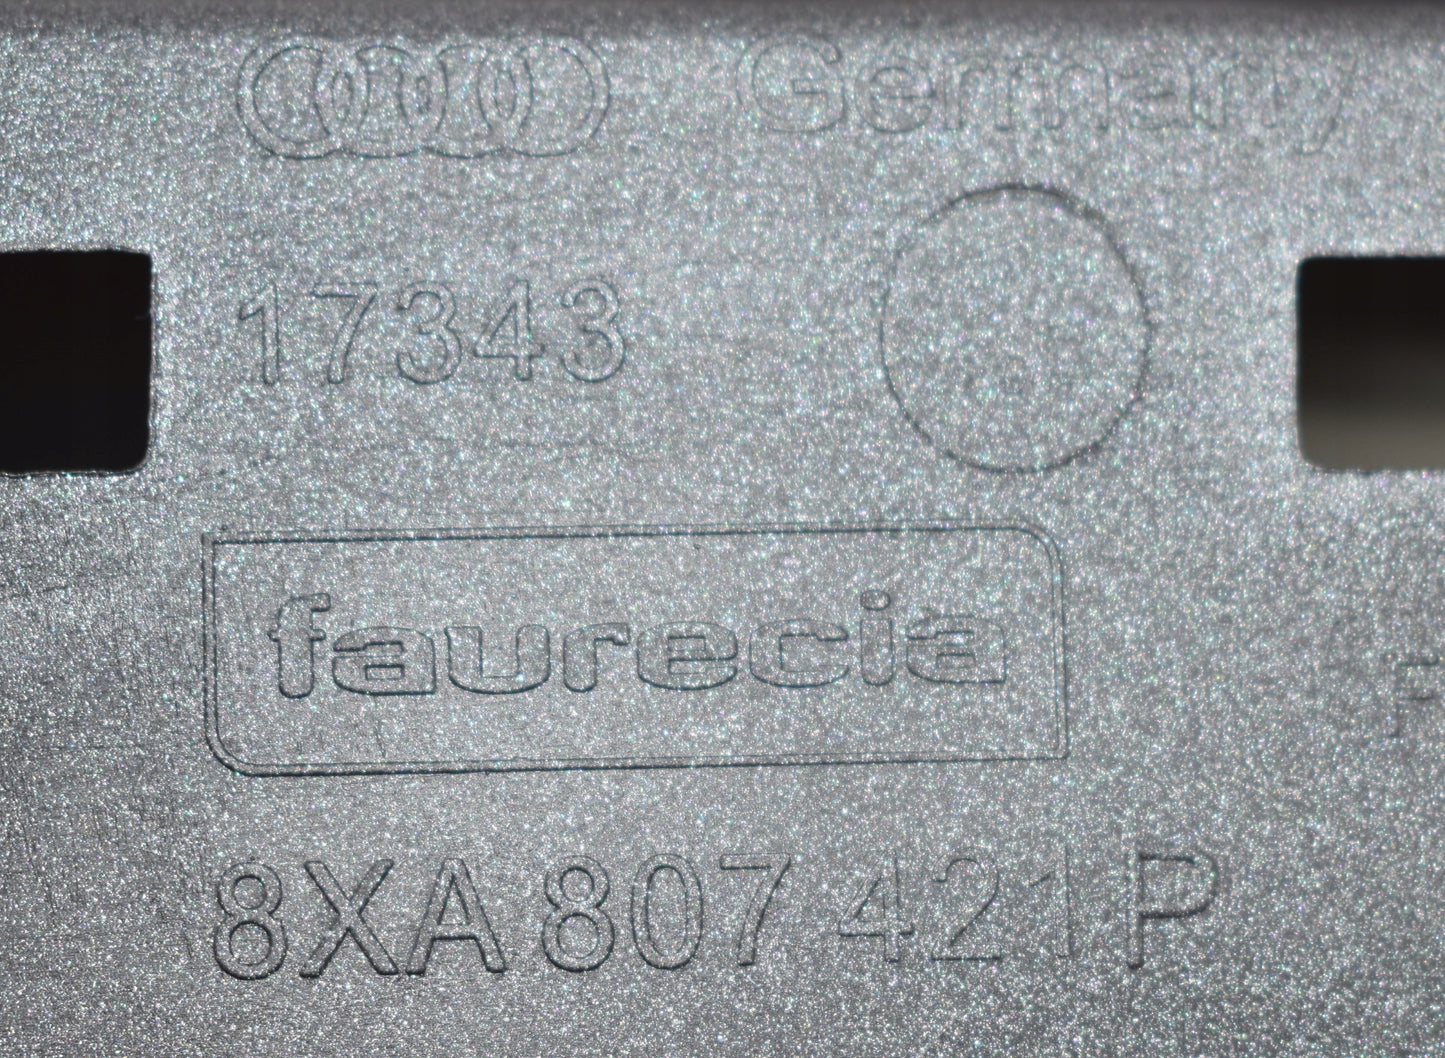 Germany
17343
faurecia
8XA 807 421 P